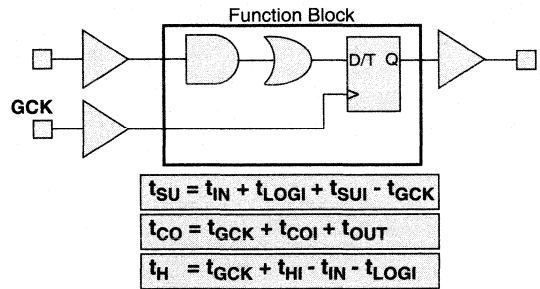 Function Block
D/T Q
GCK
tSU = tIN + tLOGI + tSUI - tGCK
tCO = tGCK + tCOI + tOUT
tH = tGCK + tHI - tIN - tLOGI